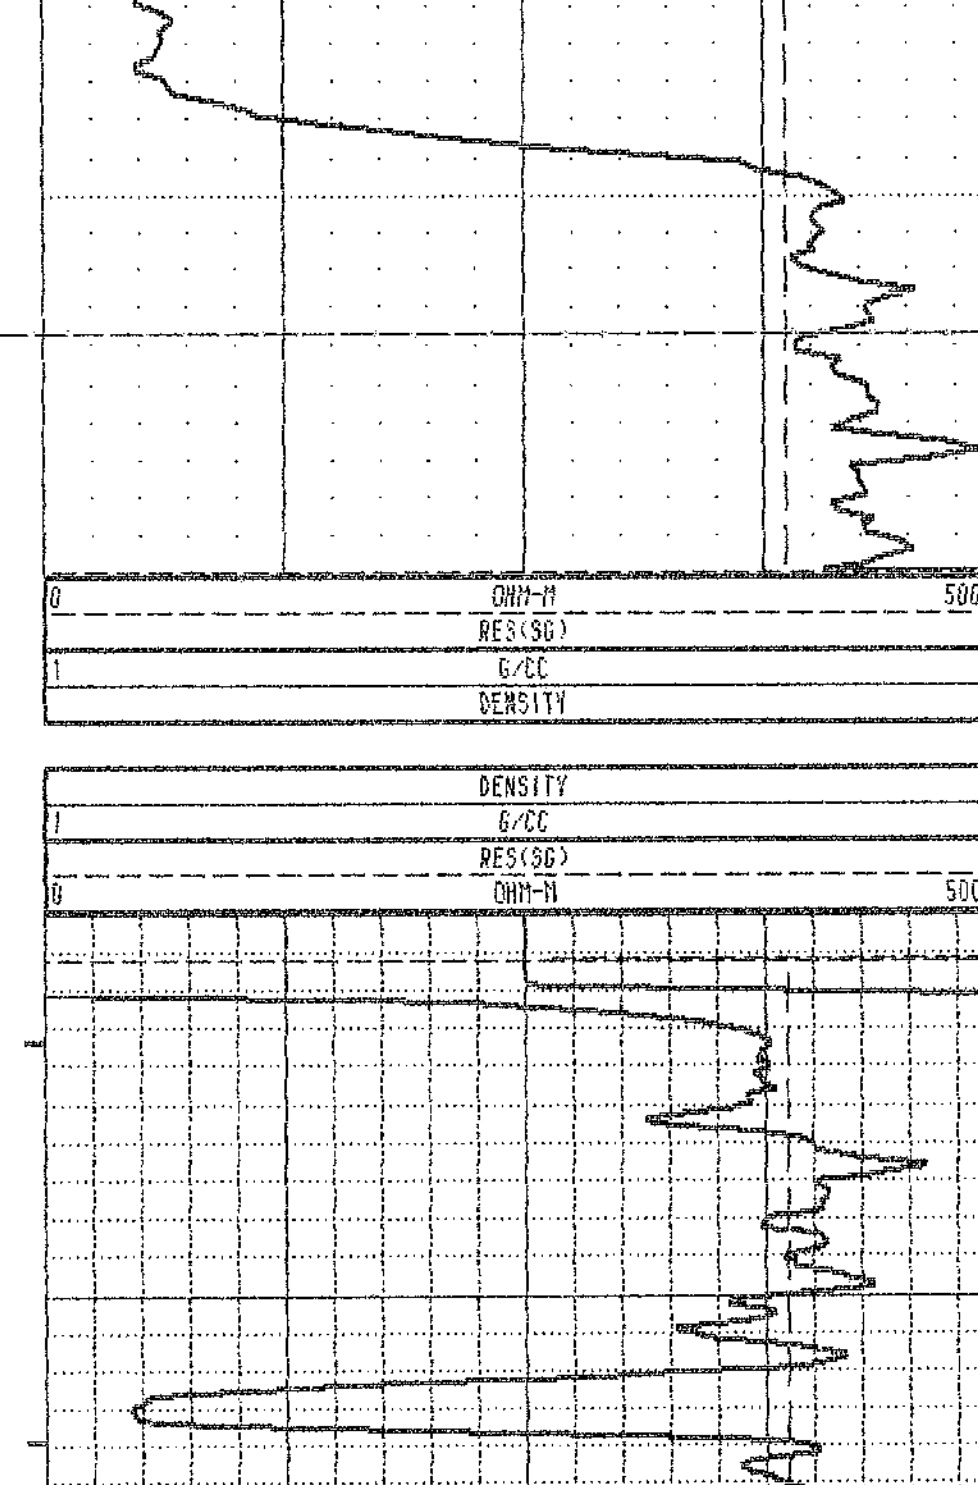 0 OHM-M 500
RES(SG)
1 G/CC
DENSITY
DENSITY
1 G/CC
RES(SG)
0 OHM-M 500